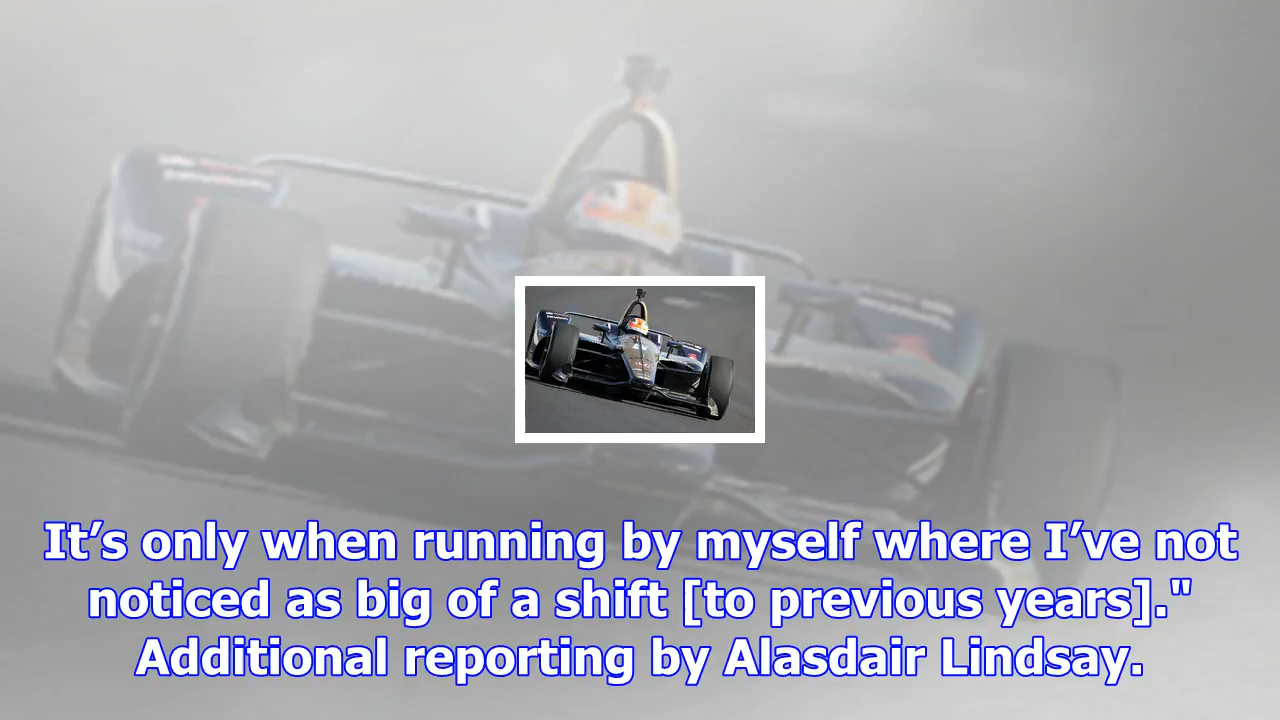 It’s only when running by myself where I’ve not
noticed as big of a shift [to previous years]."
Additional reporting by Alasdair Lindsay.